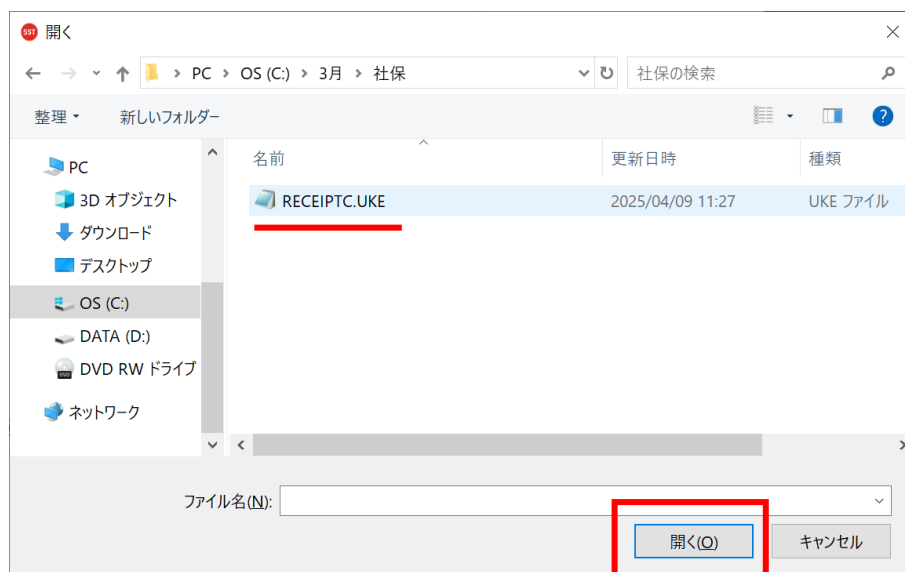 SST 開く
PC > OS (C:) > 3月 > 社保
社保の検索
整理
新しいフォルダー
?
PC
3D オブジェクト
ダウンロード
デスクトップ
OS (C:)
DATA (D:)
DVD RW ドライブ
ネットワーク
名前 更新日時 種類
RECEIPTC.UKE 2025/04/09 11:27 UKE ファイル
ファイル名(N):
開く(O) キャンセル